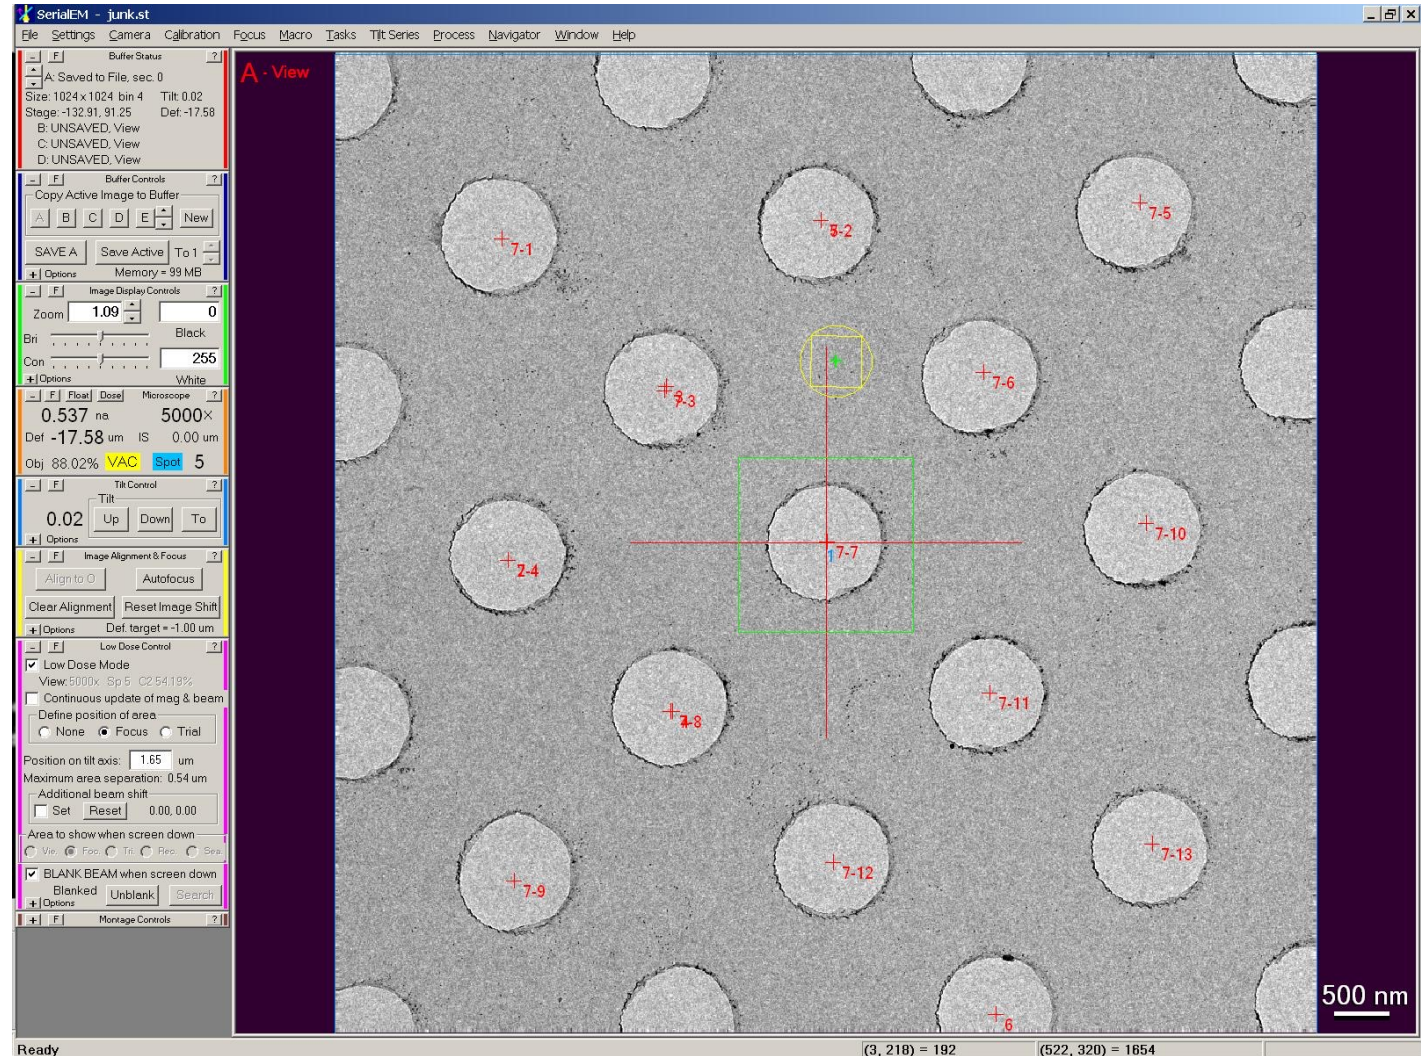 SerialEM - junk.st
File Settings Camera Calibration Focus Macro Tasks Tilt Series Process Navigator Window Help
- F Buffer Status ?
A: Saved to File, sec. 0
Size: 1024 x 1024 bin 4 Tilt: 0.02
Stage: -132.91, 91.25 Def: -17.58
B: UNSAVED, View
C: UNSAVED, View
D: UNSAVED, View
- F Buffer Controls ?
Copy Active Image to Buffer
A B C D E New
SAVE A Save Active To 1
+ Options Memory = 99 MB
- F Image Display Controls ?
Zoom 1.09 0
Bri Black
Con 255
+ Options White
- F Float Dose Microscope ?
0.537 na 5000×
Def -17.58 um IS 0.00 um
Obj 88.02% VAC Spot 5
- F Tilt Control ?
Tilt
0.02 Up Down To
+ Options
- F Image Alignment & Focus ?
Align to O Autofocus
Clear Alignment Reset Image Shift
+ Options Def. target = -1.00 um
- F Low Dose Control ?
Low Dose Mode
View: 5000x Sp 5 C2 54.19%
Continuous update of mag & beam
Define position of area
None Focus Trial
Position on tilt axis: 1.65 um
Maximum area separation: 0.54 um
Additional beam shift
Set Reset 0.00, 0.00
Area to show when screen down
Vie. Foc. Tri. Rec. Sea.
BLANK BEAM when screen down
Blanked Unblank Search
+ Options
+ F Montage Controls ?
A - View
7-5
7-1
7-6
7-7
1
7-10
7-11
7-12
7-13
7-9
6
500 nm
Ready (3, 218) = 192 (522, 320) = 1654